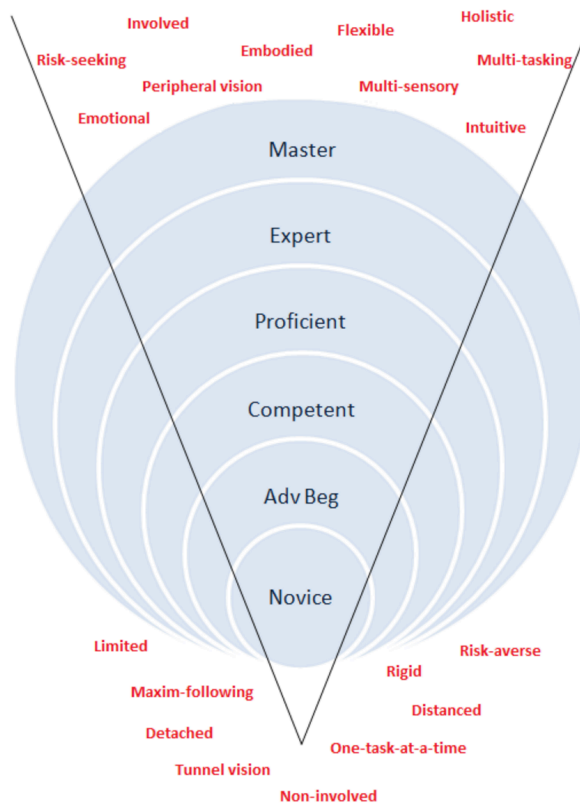 Holistic
Involved
Flexible
Embodied
Risk-seeking
Multi-tasking
Peripheral vision
Multi-sensory
Emotional
Intuitive
Master
Expert
Proficient
Competent
Adv Beg
Novice
Limited
Risk-averse
Rigid
Maxim-following
Distanced
Detached
One-task-at-a-time
Tunnel vision
Non-involved